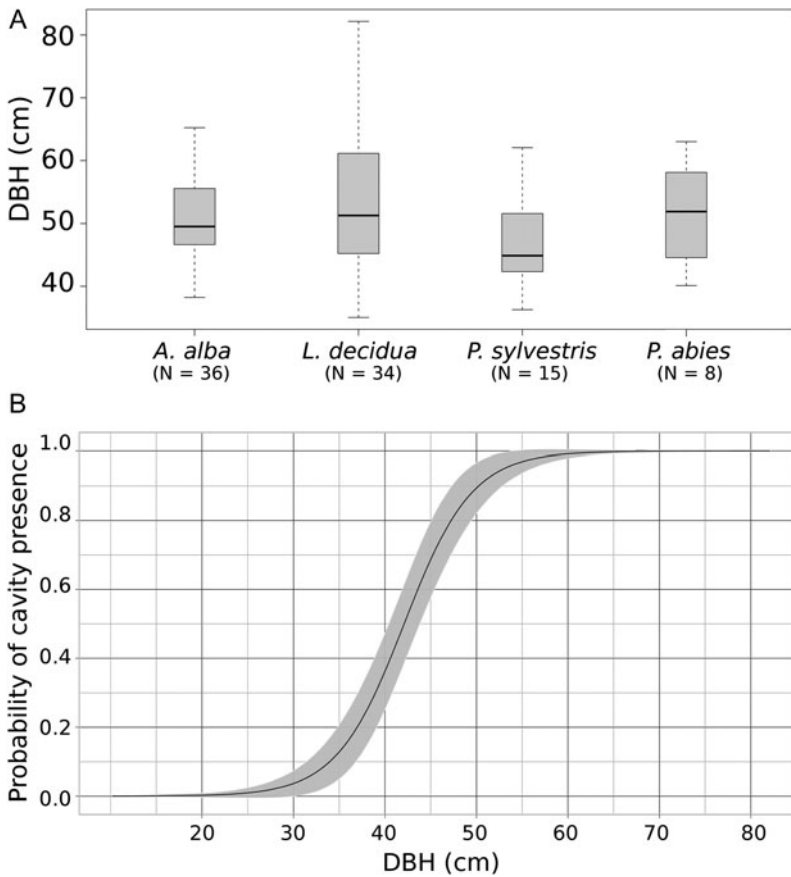 A
DBH (cm)
80
70
60
50
40
A. alba
(N = 36)
L. decidua
(N = 34)
P. sylvestris
(N = 15)
P. abies
(N = 8)
B
Probability of cavity presence
1.0
0.8
0.6
0.4
0.2
0.0
20 30 40 50 60 70 80
DBH (cm)